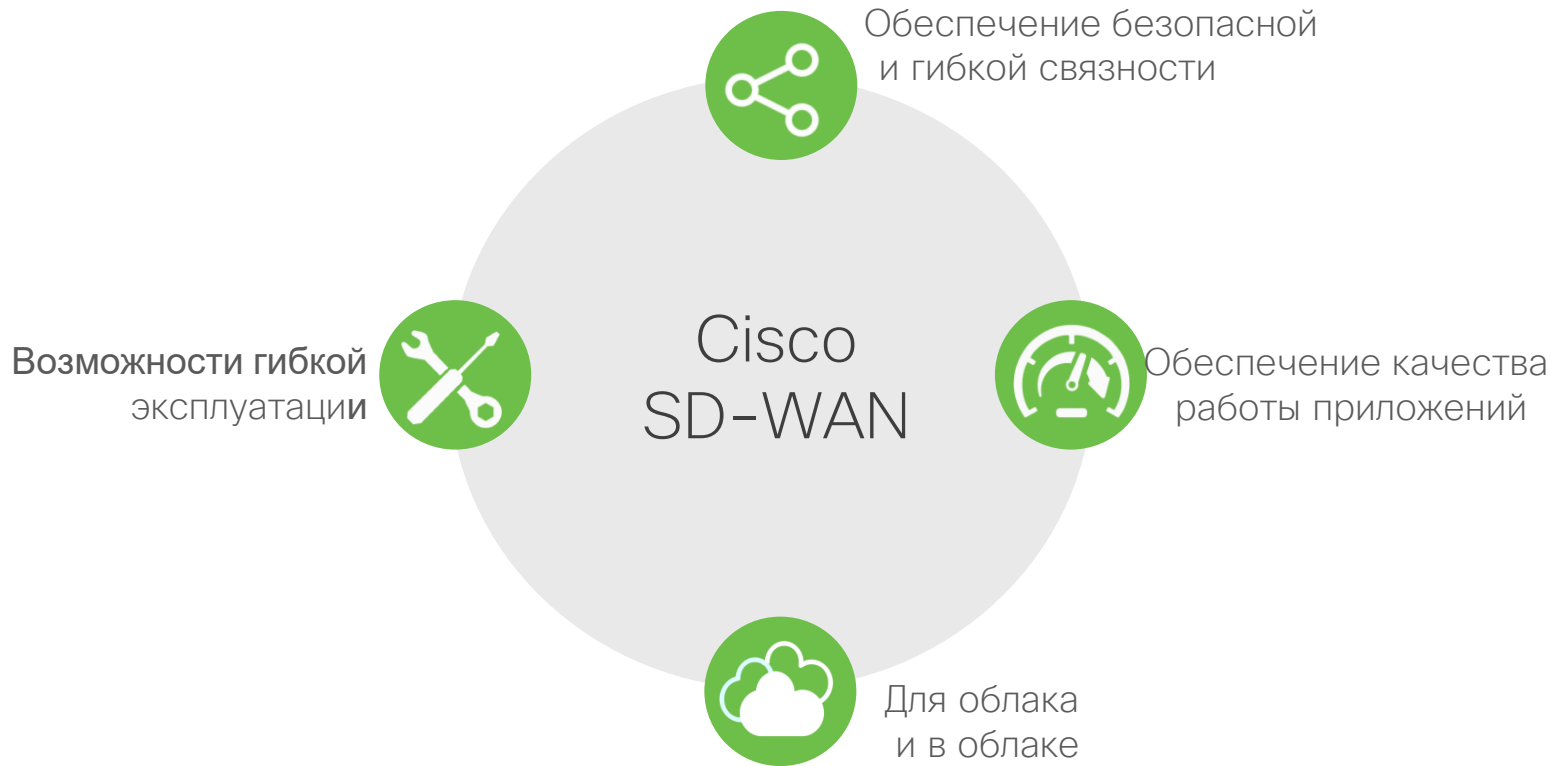 Обеспечение безопасной
и гибкой связности
Возможности гибкой
эксплуатации
Cisco
SD-WAN
Обеспечение качества
работы приложений
Для облака
и в облаке